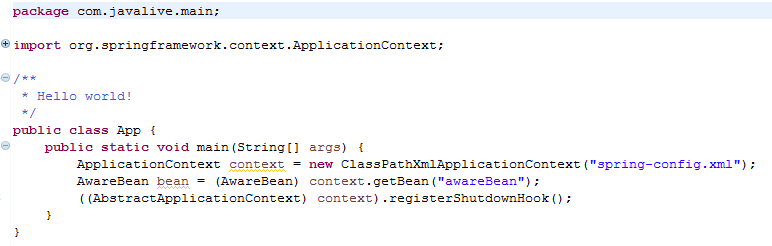 package com.javalive.main;
import org.springframework.context.ApplicationContext;
/**
 * Hello world!
 */
public class App {
    public static void main(String[] args) {
        ApplicationContext context = new ClassPathXmlApplicationContext("spring-config.xml");
        AwareBean bean = (AwareBean) context.getBean("awareBean");
        ((AbstractApplicationContext) context).registerShutdownHook();
    }
}